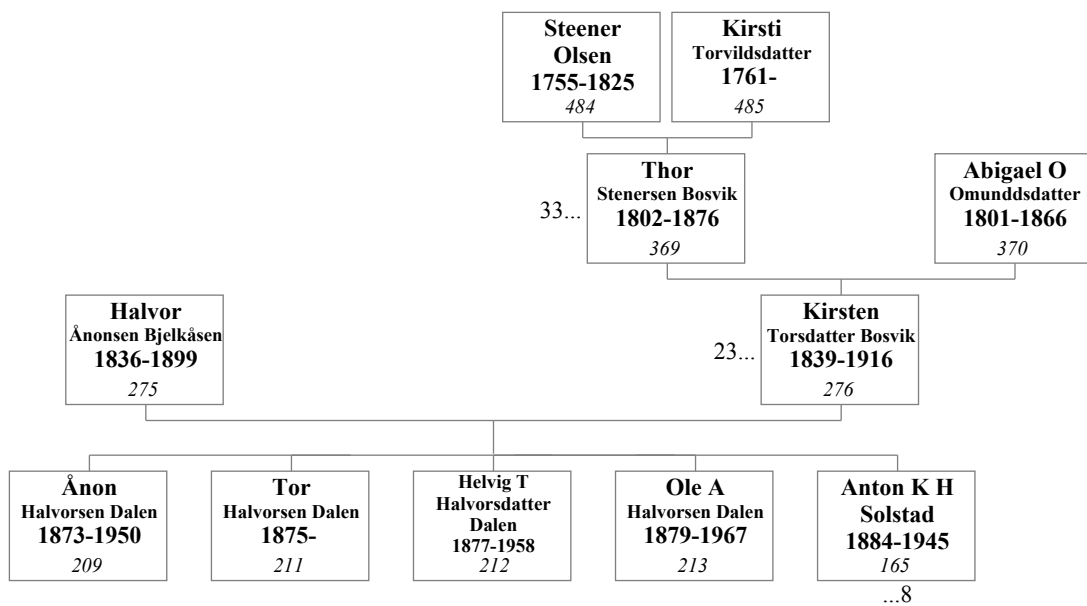 Steener
Olsen
1755-1825
484
Kirsti
Torvildsdatter
1761-
485
33...
Thor
Stenersen Bosvik
1802-1876
369
Abigael O
Omunddsdatter
1801-1866
370
Halvor
Ånonsen Bjelkåsen
1836-1899
275
23...
Kirsten
Torsdatter Bosvik
1839-1916
276
Ånon
Halvorsen Dalen
1873-1950
209
Tor
Halvorsen Dalen
1875-
211
Helvig T
Halvorsdatter
Dalen
1877-1958
212
Ole A
Halvorsen Dalen
1879-1967
213
Anton K H
Solstad
1884-1945
165
...8